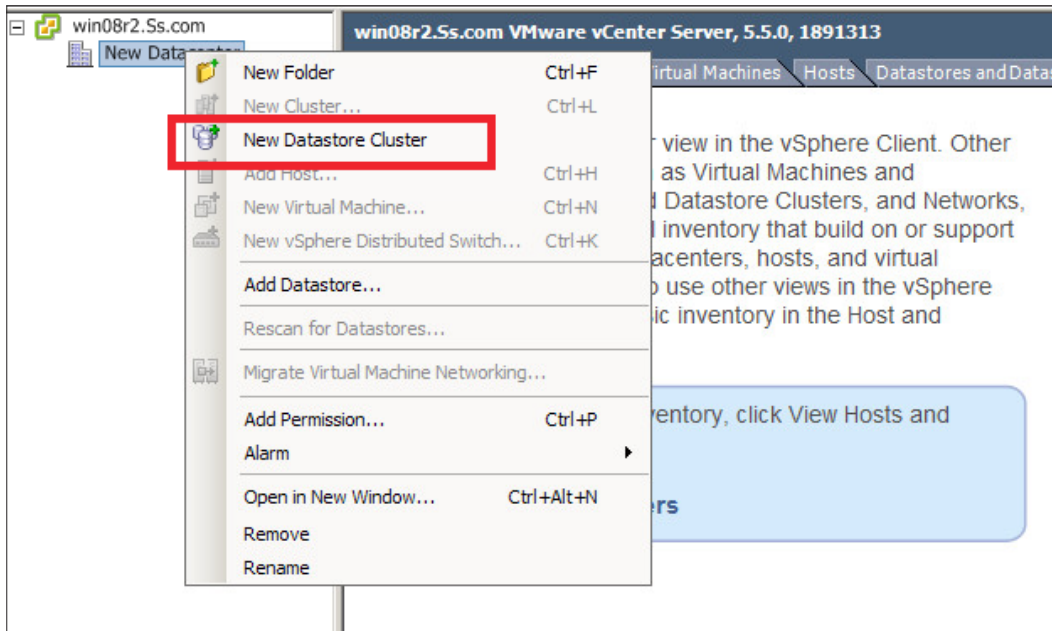 win08r2.Ss.com
New Datacenter
win08r2.Ss.com VMware vCenter Server, 5.5.0, 1891313
Virtual Machines Hosts Datastores and Datas
New Folder Ctrl+F
New Cluster... Ctrl+L
New Datastore Cluster
Add Host... Ctrl+H
New Virtual Machine... Ctrl+N
New vSphere Distributed Switch... Ctrl+K
Add Datastore...
Rescan for Datastores...
Migrate Virtual Machine Networking...
Add Permission... Ctrl+P
Alarm
Open in New Window... Ctrl+Alt+N
Remove
Rename
r view in the vSphere Client. Other
as Virtual Machines and
d Datastore Clusters, and Networks,
l inventory that build on or support
acenters, hosts, and virtual
o use other views in the vSphere
ic inventory in the Host and
entory, click View Hosts and
ers